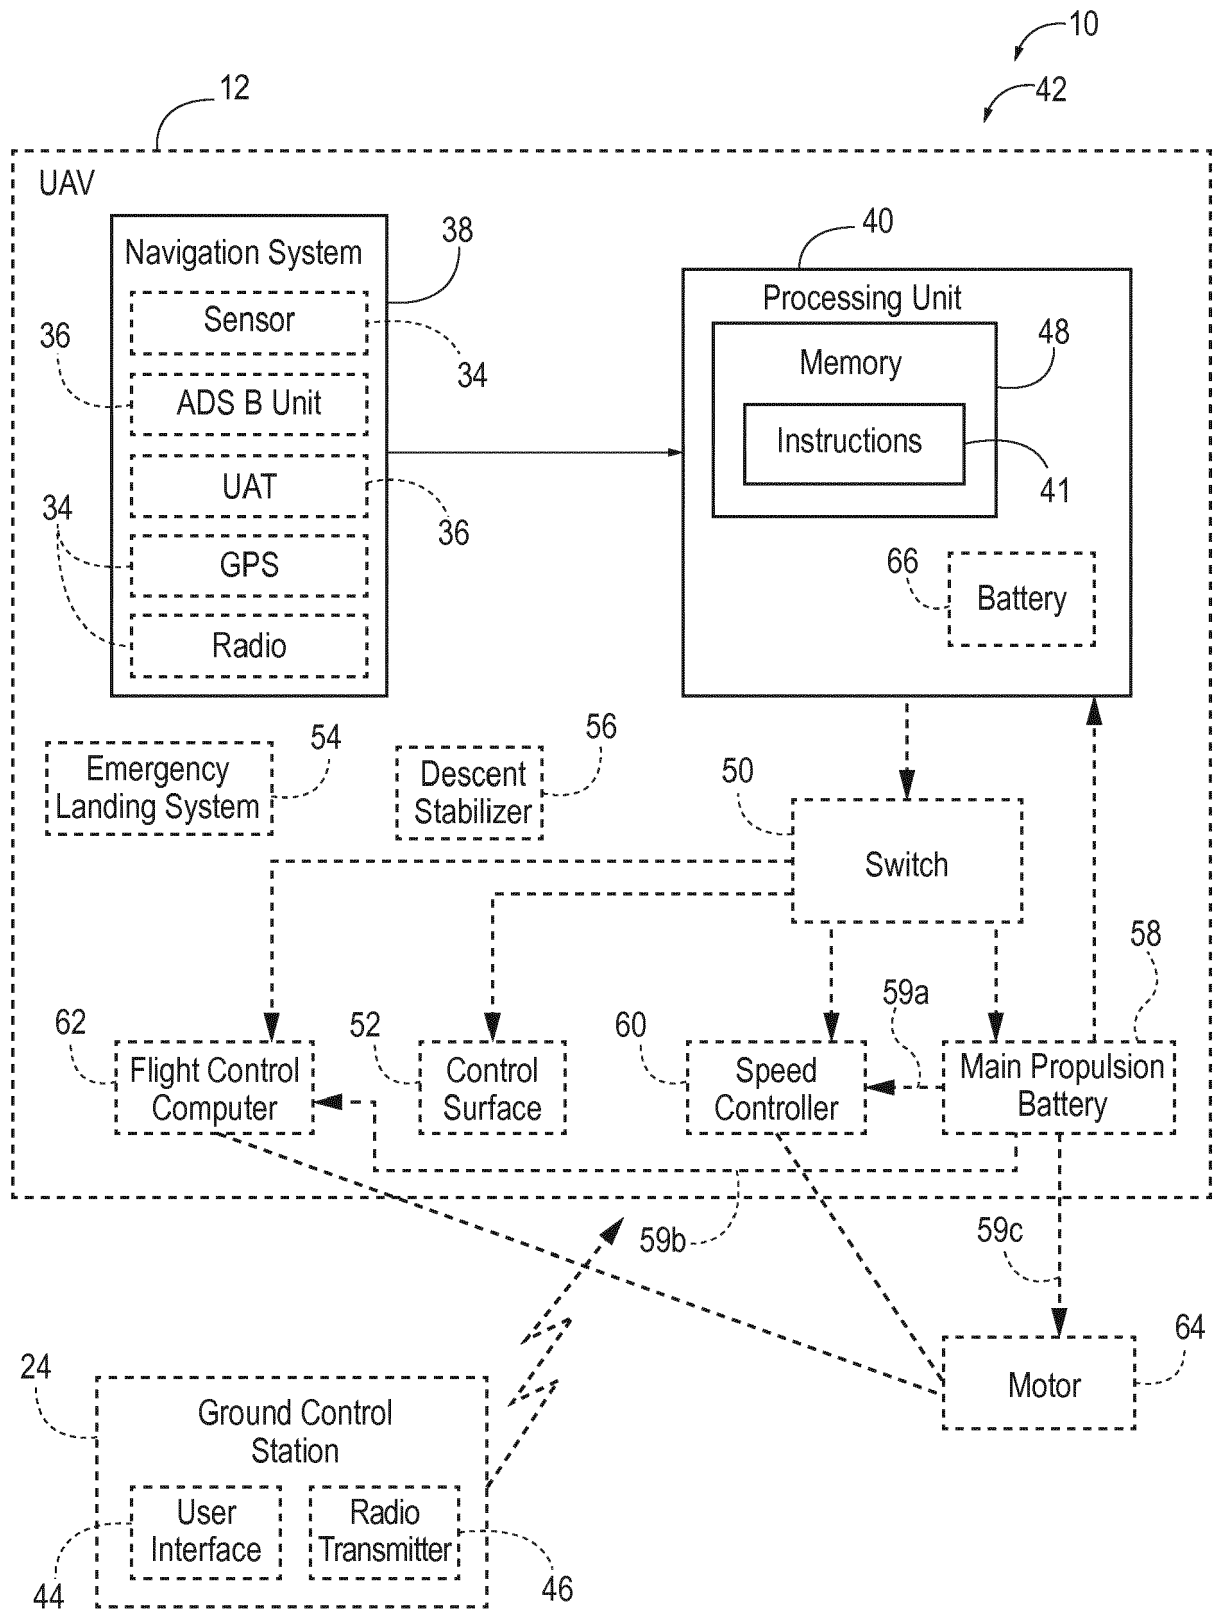 10
42
12
UAV
Navigation System
38
Sensor
34
36
ADS B Unit
UAT
36
34
GPS
Radio
40
Processing Unit
Memory
48
Instructions
41
66
Battery
Emergency
Landing System
54
Descent
Stabilizer
56
50
Switch
62
Flight Control
Computer
52
Control
Surface
60
Speed
Controller
59a
58
Main Propulsion
Battery
59b
59c
64
Motor
24
Ground Control
Station
User
Interface
44
Radio
Transmitter
46